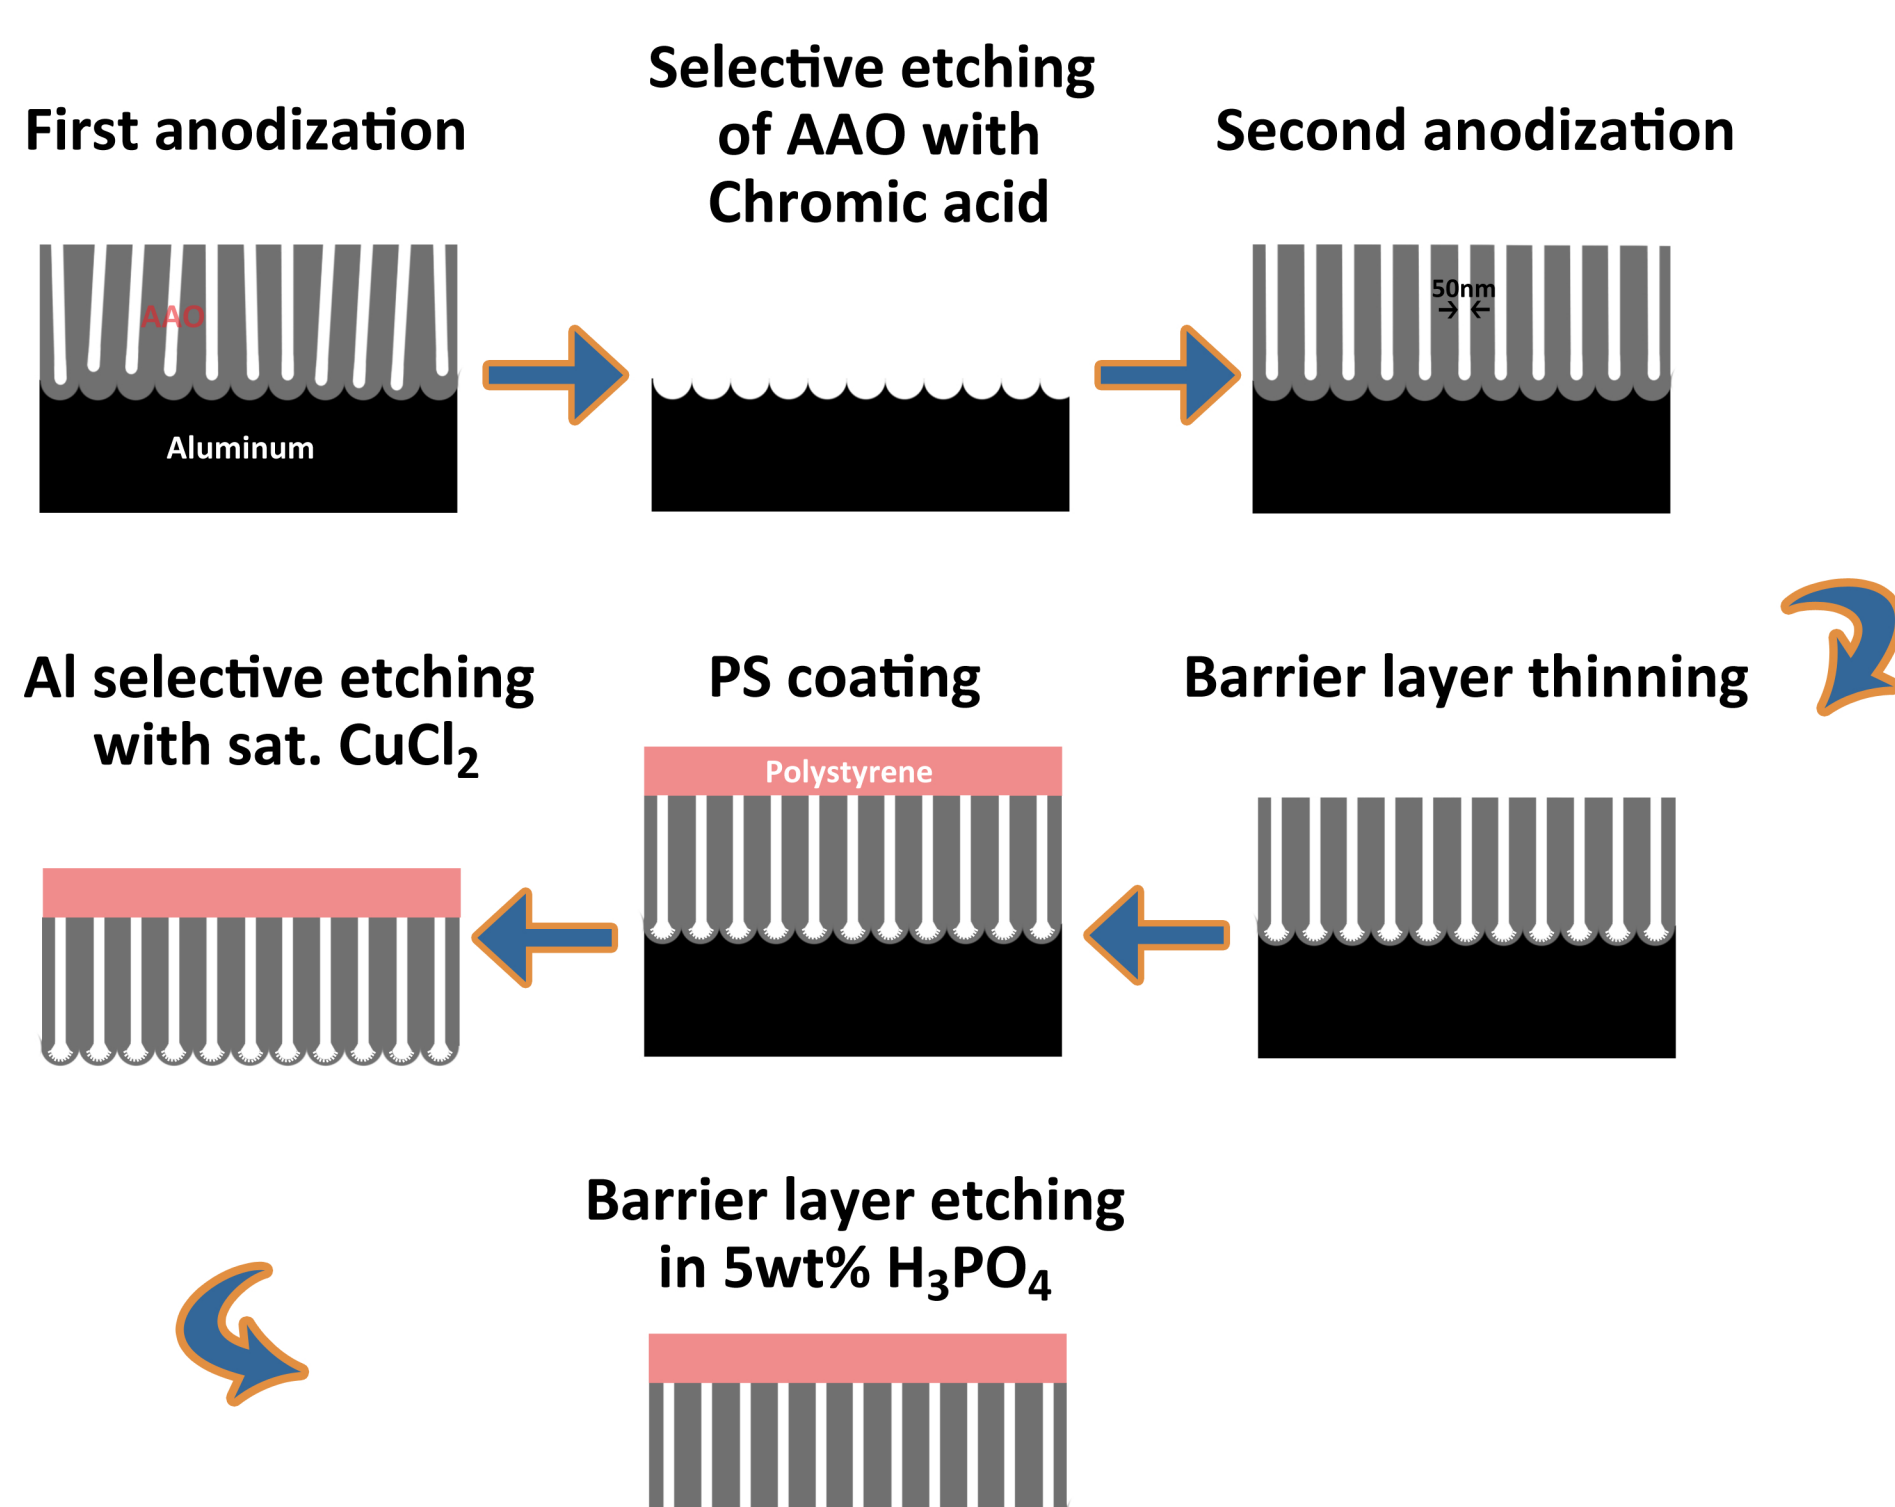 First anodization
Selective etching
of AAO with
Chromic acid
Second anodization
AAO
Aluminum
50nm
Al selective etching
with sat. CuCl₂
PS coating
Barrier layer thinning
Polystyrene
Barrier layer etching
in 5wt% H₃PO₄